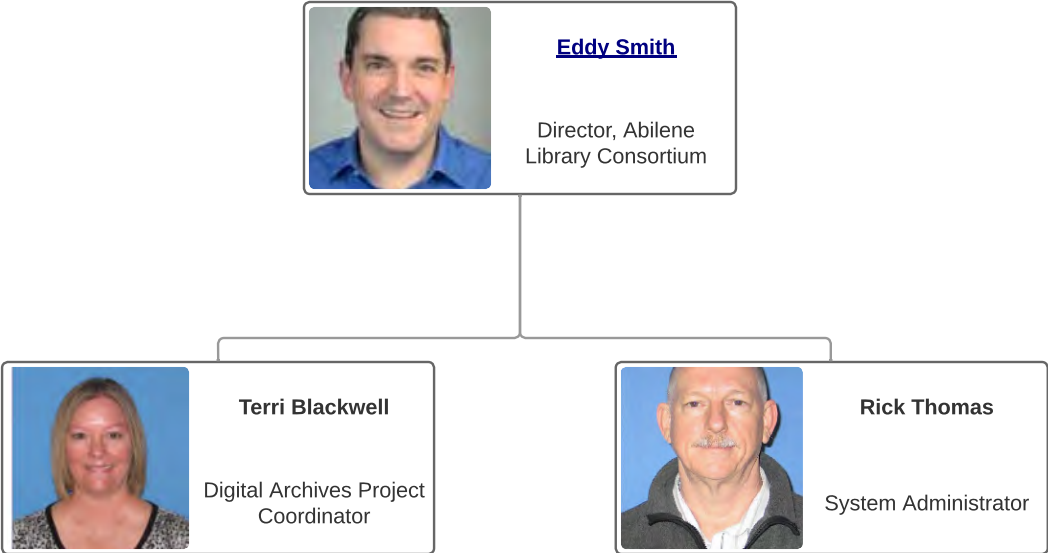 Eddy Smith
Director, Abilene
Library Consortium
Terri Blackwell
Digital Archives Project
Coordinator
Rick Thomas
System Administrator